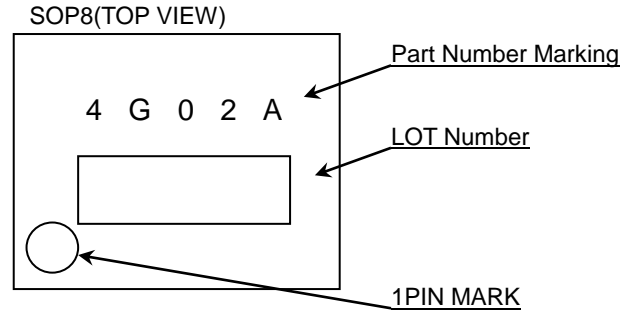 SOP8(TOP VIEW)
Part Number Marking
4 G 0 2 A
LOT Number
1PIN MARK